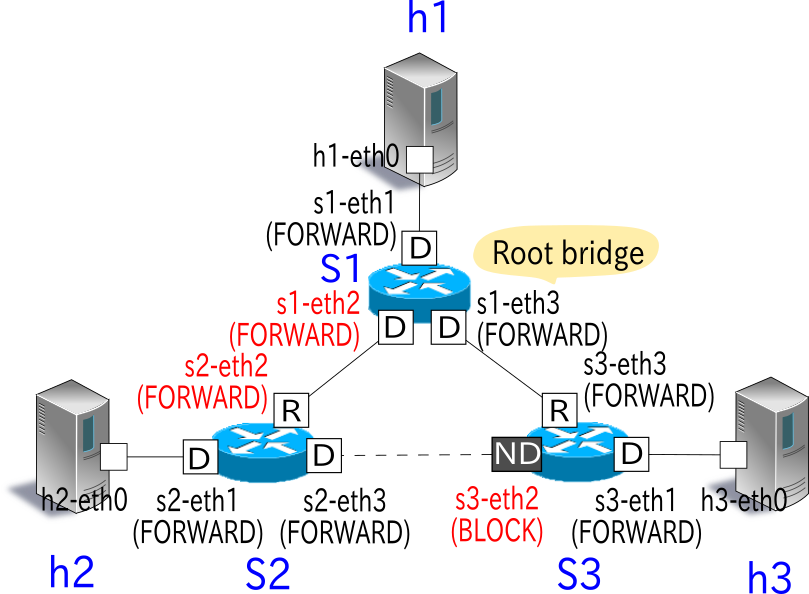 h1
h1-eth0
s1-eth1
(FORWARD)
D
S1
Root bridge
s1-eth2
(FORWARD)
D
D
s1-eth3
(FORWARD)
s2-eth2
(FORWARD)
R
s3-eth3
(FORWARD)
R
D
D
ND
D
h2-eth0
s2-eth1
(FORWARD)
s2-eth3
(FORWARD)
s3-eth2
(BLOCK)
s3-eth1
(FORWARD)
h3-eth0
h2
S2
S3
h3